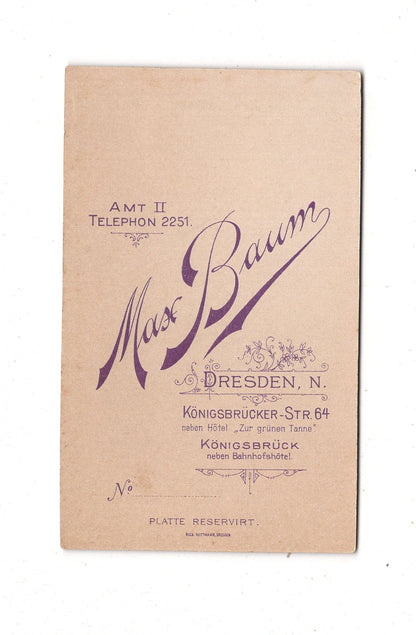 AMT II
TELEPHON 2251.
Max Baum
DRESDEN, N.
KÖNIGSBRÜCKER-STR. 64
neben Hôtel „Zur grünen Tanne"
KÖNIGSBRÜCK
neben Bahnhofshôtel.
No
PLATTE RESERVIRT.
DRESDEN